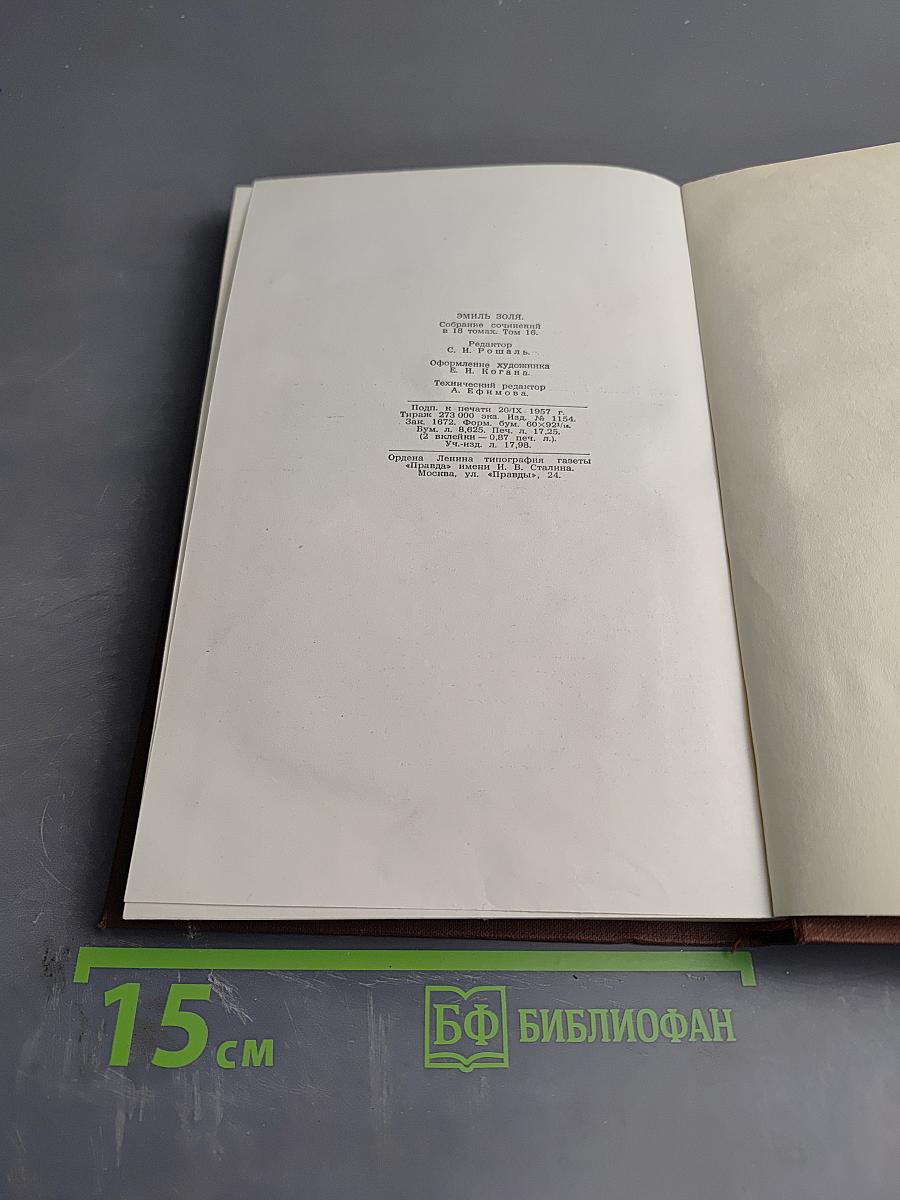 ЭМИЛЬ ЗОЛЯ.
Собрание сочинений
в 18 томах. Том 16.
Редактор
С. И. Рошаль.
Оформление художника
Е. И. Когана.
Технический редактор
А. Ефимова.
Подп. к печати 20/IX 1957 г.
Тираж 273 000 экз. Изд. № 1154.
Зак. 1672. Форм. бум. 60×92¹/₁₆.
Бум. л. 8,625. Печ. л. 17,25.
(2 вклейки — 0,87 печ. л.).
Уч.-изд. л. 17,98.
Ордена Ленина типография газеты
«Правда» имени И. В. Сталина.
Москва, ул. «Правды», 24.
15 см
БФ БИБЛИОФАН